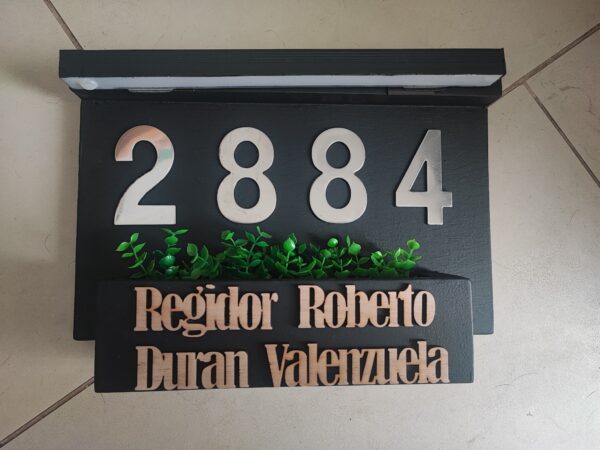 2884
Regidor Roberto
Duran Valenzuela